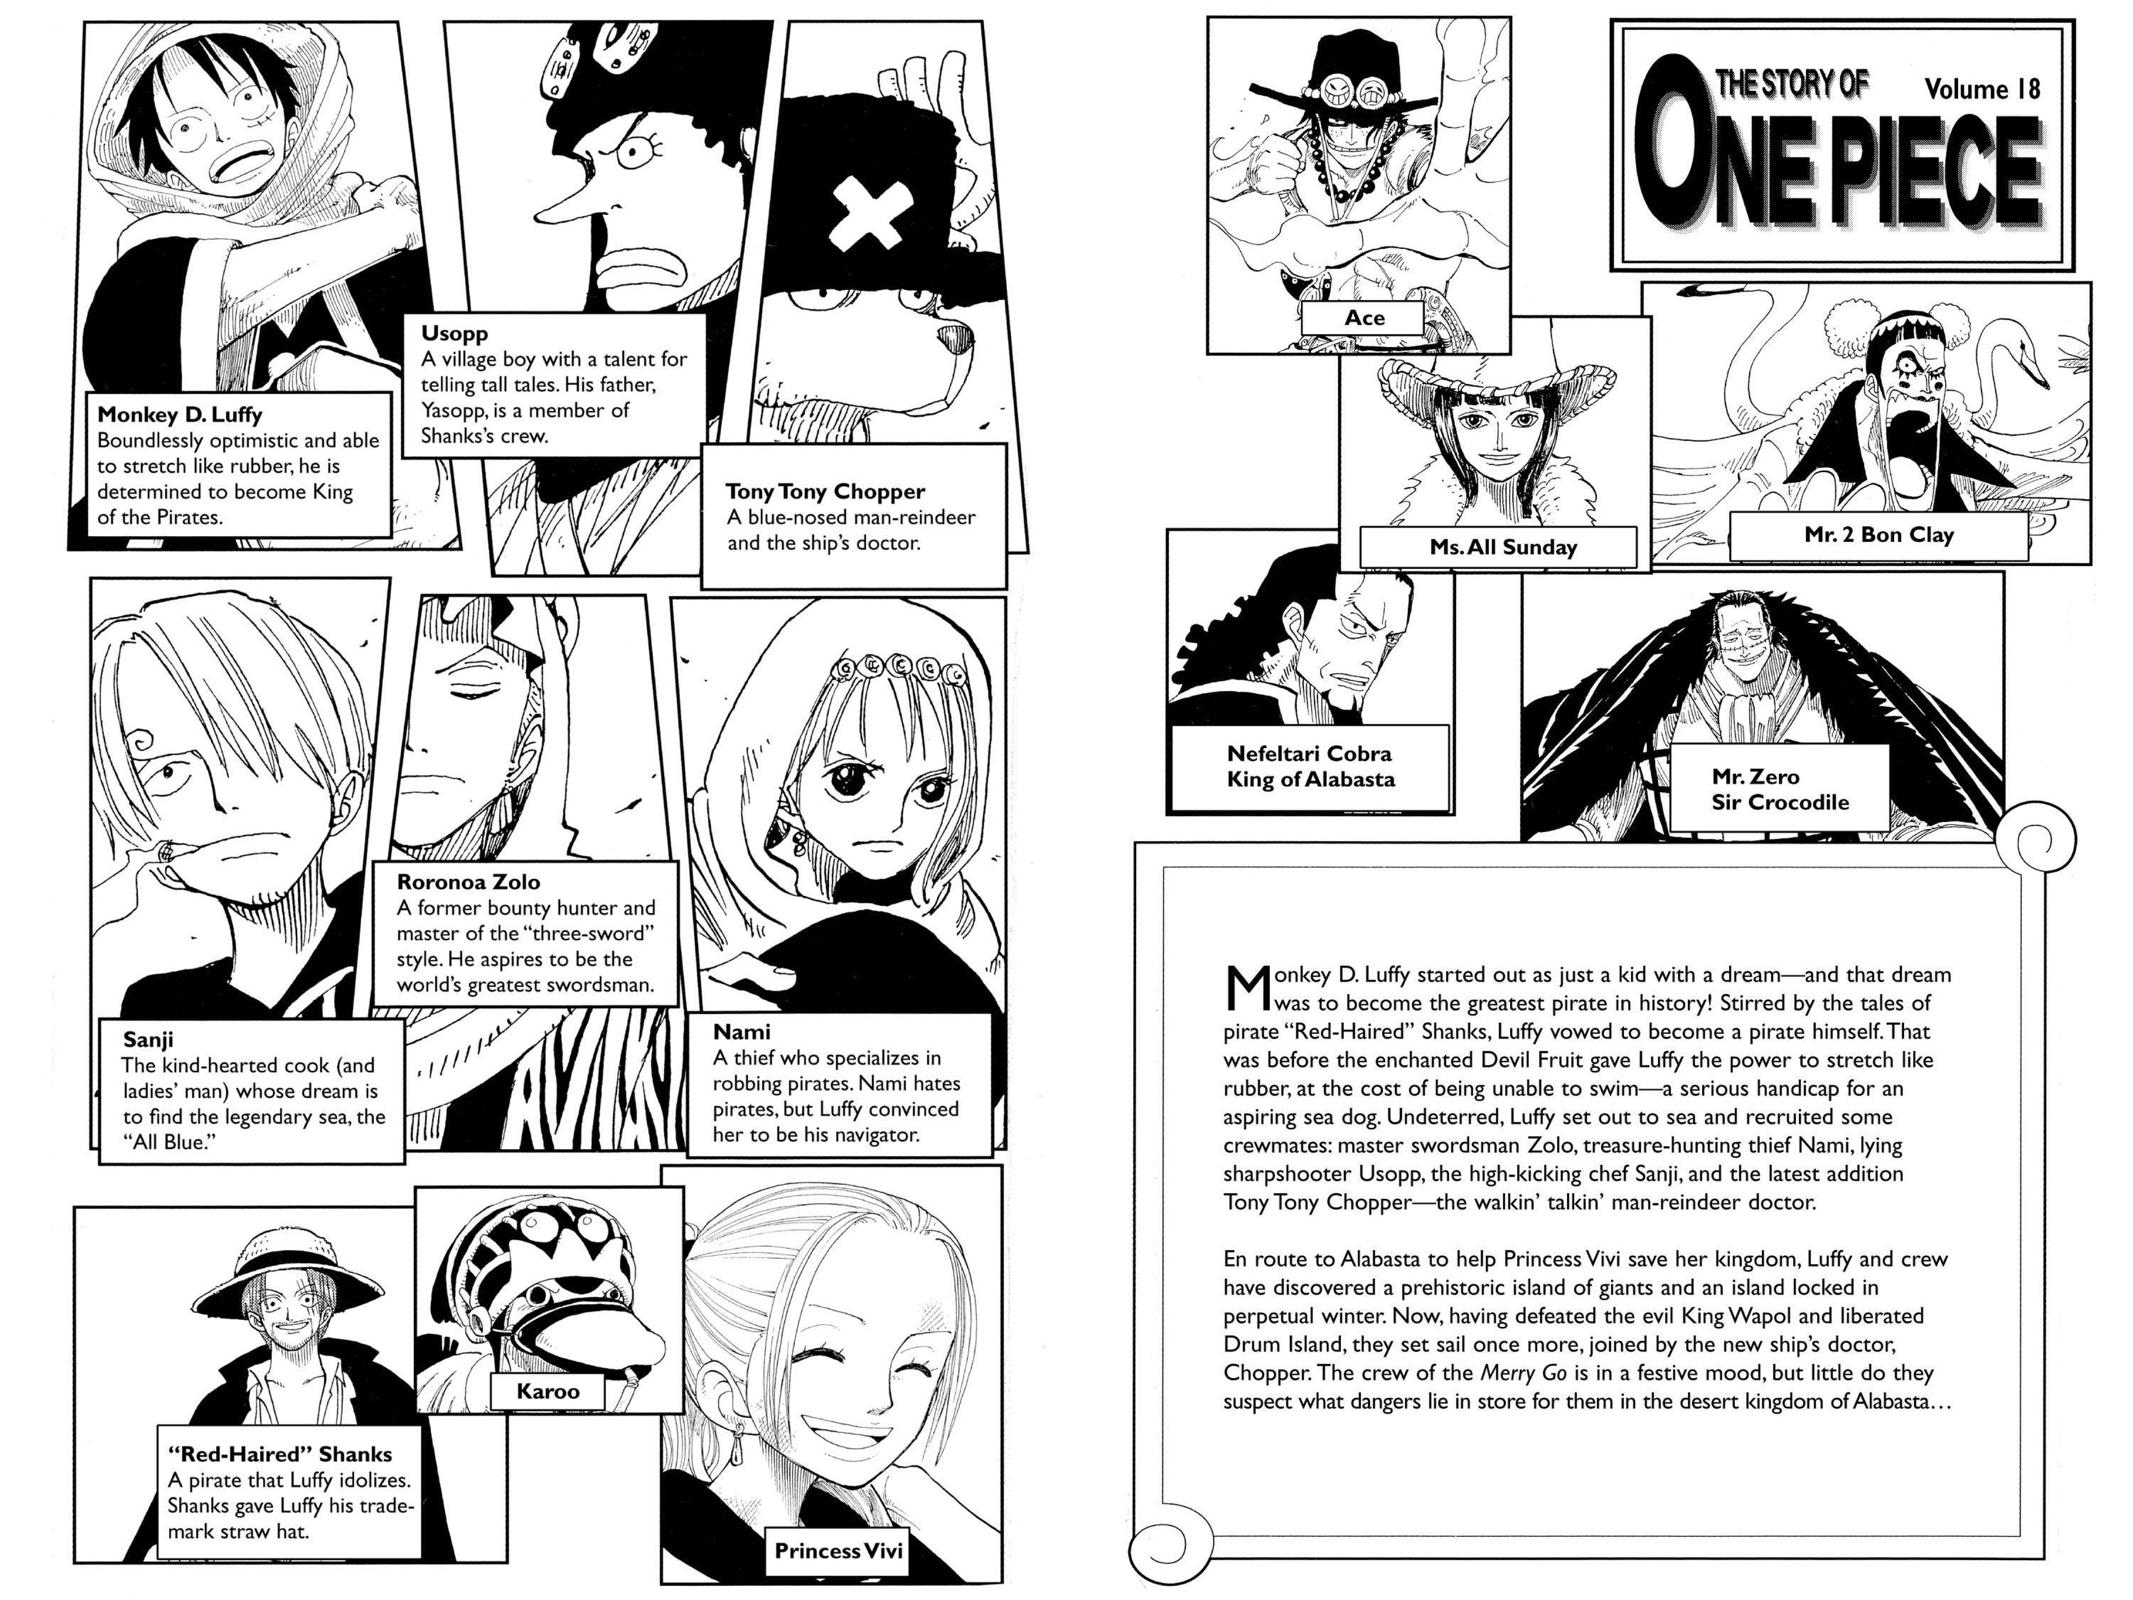 Monkey D. Luffy
Boundlessly optimistic and able
to stretch like rubber, he is
determined to become King
of the Pirates.
Usopp
A village boy with a talent for
telling tall tales. His father,
Yasopp, is a member of
Shanks's crew.
Tony Tony Chopper
A blue-nosed man-reindeer
and the ship's doctor.
Sanji
The kind-hearted cook (and
ladies' man) whose dream is
to find the legendary sea, the
“All Blue.”
Roronoa Zolo
A former bounty hunter and
master of the “three-sword”
style. He aspires to be the
world's greatest swordsman.
Nami
A thief who specializes in
robbing pirates. Nami hates
pirates, but Luffy convinced
her to be his navigator.
“Red-Haired” Shanks
A pirate that Luffy idolizes.
Shanks gave Luffy his trade-
mark straw hat.
Karoo
Princess Vivi
THE STORY OF
Volume 18
ONE PIECE
Ace
Ms. All Sunday
Mr. 2 Bon Clay
Nefeltari Cobra
King of Alabasta
Mr. Zero
Sir Crocodile
Monkey D. Luffy started out as just a kid with a dream—and that dream
was to become the greatest pirate in history! Stirred by the tales of
pirate “Red-Haired” Shanks, Luffy vowed to become a pirate himself. That
was before the enchanted Devil Fruit gave Luffy the power to stretch like
rubber, at the cost of being unable to swim—a serious handicap for an
aspiring sea dog. Undeterred, Luffy set out to sea and recruited some
crewmates: master swordsman Zolo, treasure-hunting thief Nami, lying
sharpshooter Usopp, the high-kicking chef Sanji, and the latest addition
Tony Tony Chopper—the walkin' talkin' man-reindeer doctor.
En route to Alabasta to help Princess Vivi save her kingdom, Luffy and crew
have discovered a prehistoric island of giants and an island locked in
perpetual winter. Now, having defeated the evil King Wapol and liberated
Drum Island, they set sail once more, joined by the new ship's doctor,
Chopper. The crew of the Merry Go is in a festive mood, but little do they
suspect what dangers lie in store for them in the desert kingdom of Alabasta...